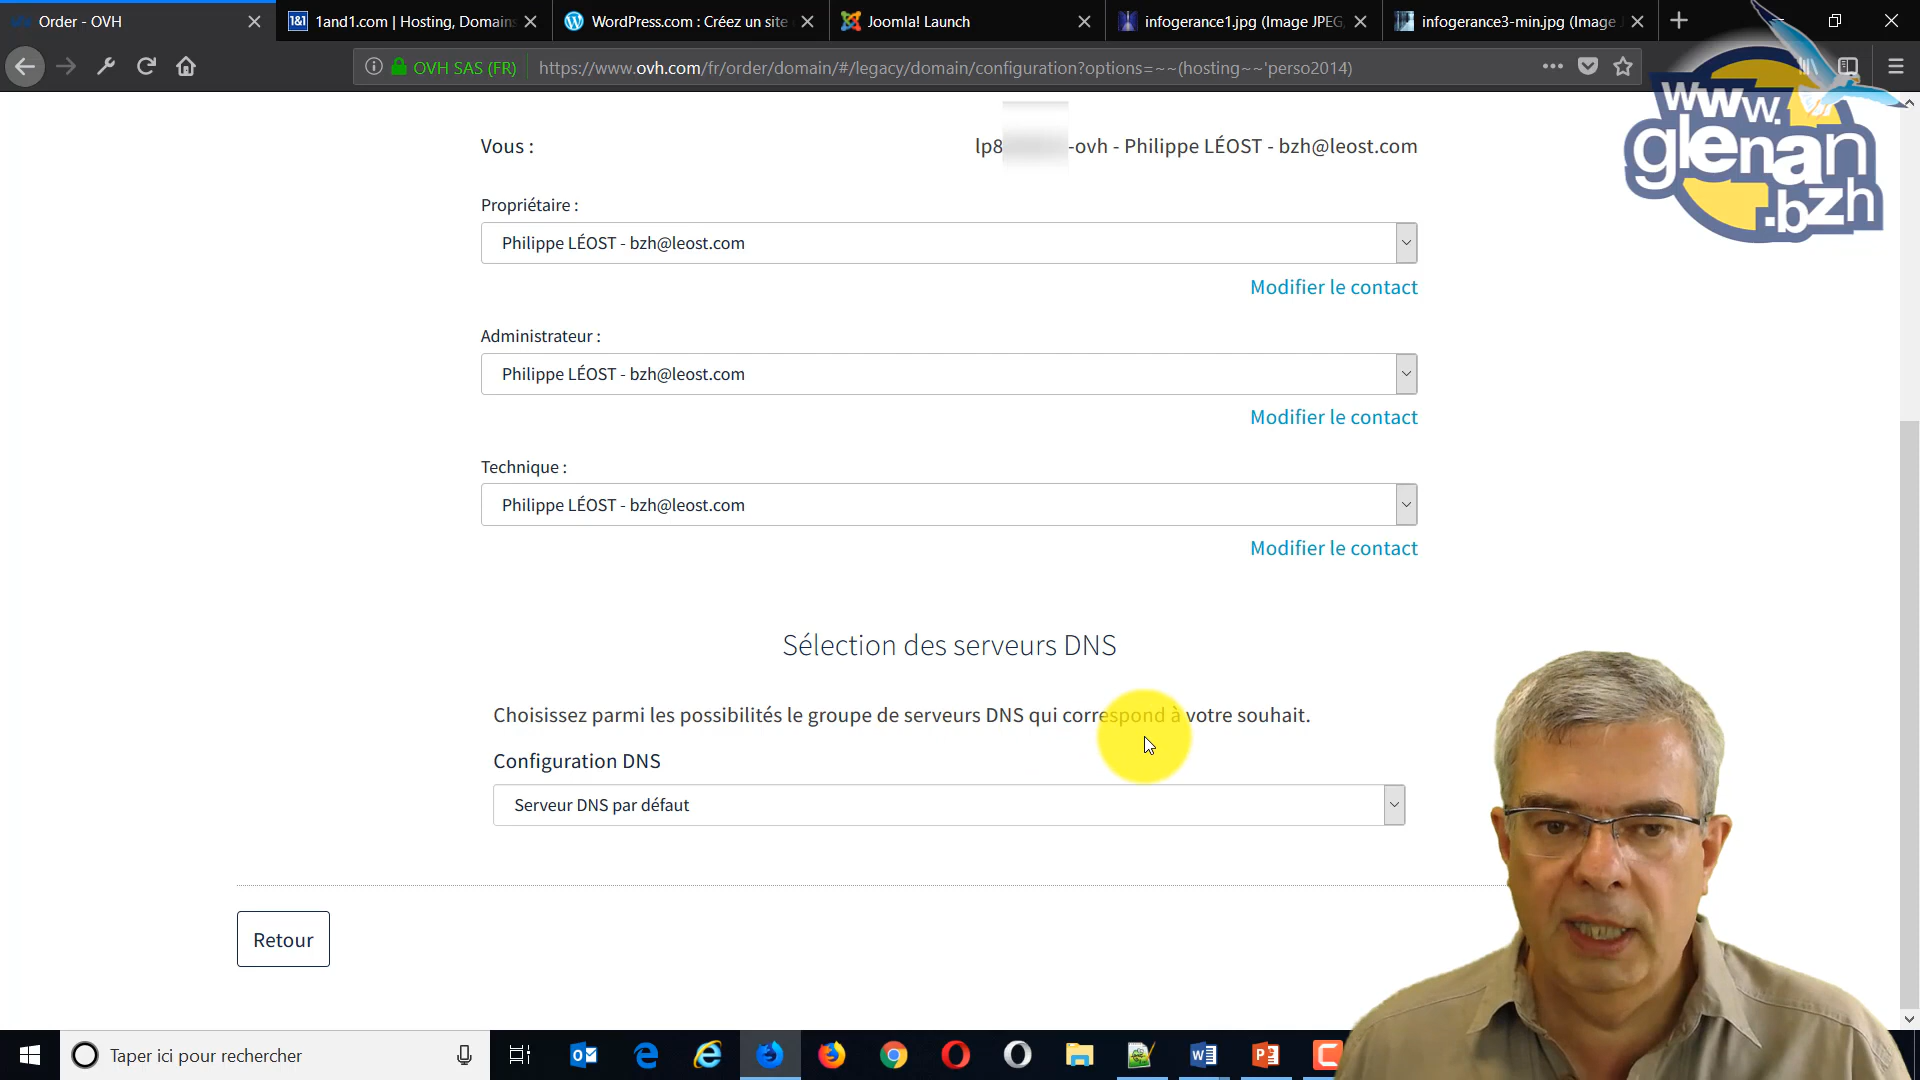 Order - OVH
1and1.com | Hosting, Domains
WordPress.com : Créez un site
Joomla! Launch
infogerance1.jpg (Image JPEG,
infogerance3-min.jpg (Image
OVH SAS (FR)
https://www.ovh.com/fr/order/domain/#/legacy/domain/configuration?options=~~(hosting~~'perso2014)
www.
glenan
.bzh
Vous :
lp8
-ovh - Philippe LÉOST - bzh@leost.com
Propriétaire :
Philippe LÉOST - bzh@leost.com
Modifier le contact
Administrateur :
Philippe LÉOST - bzh@leost.com
Modifier le contact
Technique :
Philippe LÉOST - bzh@leost.com
Modifier le contact
Sélection des serveurs DNS
Choisissez parmi les possibilités le groupe de serveurs DNS qui correspond à votre souhait.
Configuration DNS
Serveur DNS par défaut
Retour
Taper ici pour rechercher